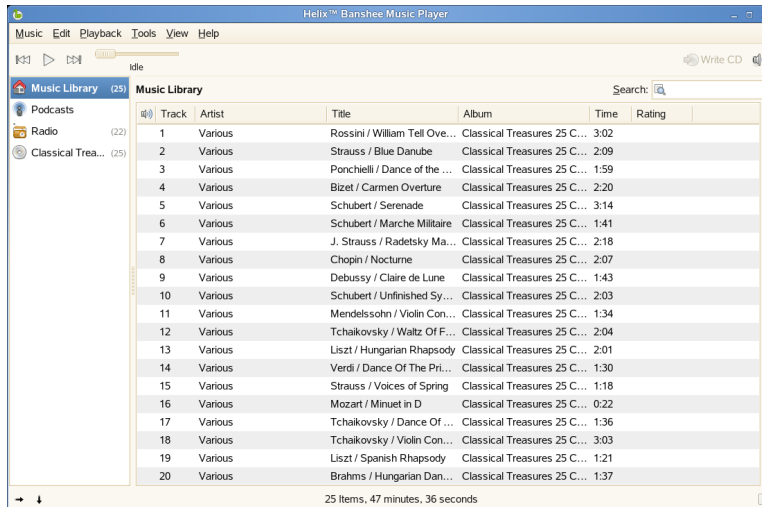 Helix™ Banshee Music Player
Music Edit Playback Tools View Help
Idle
Write CD
Music Library (25)
Podcasts
Radio (22)
Classical Trea... (25)
Music Library Search:
Track Artist Title Album Time Rating
1 Various Rossini / William Tell Ove... Classical Treasures 25 C... 3:02
2 Various Strauss / Blue Danube Classical Treasures 25 C... 2:09
3 Various Ponchielli / Dance of the ... Classical Treasures 25 C... 1:59
4 Various Bizet / Carmen Overture Classical Treasures 25 C... 2:20
5 Various Schubert / Serenade Classical Treasures 25 C... 3:14
6 Various Schubert / Marche Militaire Classical Treasures 25 C... 1:41
7 Various J. Strauss / Radetsky Ma... Classical Treasures 25 C... 2:18
8 Various Chopin / Nocturne Classical Treasures 25 C... 2:07
9 Various Debussy / Claire de Lune Classical Treasures 25 C... 1:43
10 Various Schubert / Unfinished Sy... Classical Treasures 25 C... 2:03
11 Various Mendelssohn / Violin Con... Classical Treasures 25 C... 1:34
12 Various Tchaikovsky / Waltz Of F... Classical Treasures 25 C... 2:04
13 Various Liszt / Hungarian Rhapsody Classical Treasures 25 C... 2:01
14 Various Verdi / Dance Of The Pri... Classical Treasures 25 C... 1:30
15 Various Strauss / Voices of Spring Classical Treasures 25 C... 1:18
16 Various Mozart / Minuet in D Classical Treasures 25 C... 0:22
17 Various Tchaikovsky / Dance Of ... Classical Treasures 25 C... 1:36
18 Various Tchaikovsky / Violin Con... Classical Treasures 25 C... 3:03
19 Various Liszt / Spanish Rhapsody Classical Treasures 25 C... 1:21
20 Various Brahms / Hungarian Dan... Classical Treasures 25 C... 1:37
25 Items, 47 minutes, 36 seconds